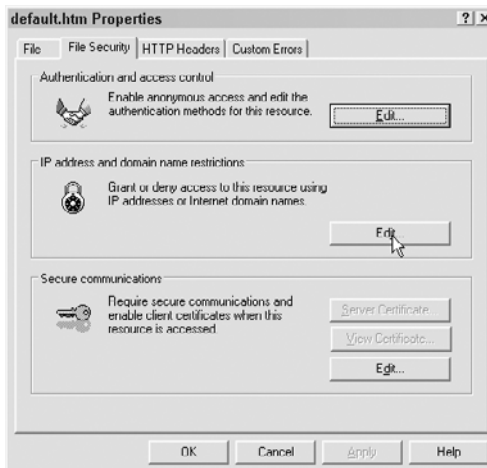 default.htm Properties
? X
File File Security HTTP Headers Custom Errors
Authentication and access control
Enable anonymous access and edit the
authentication methods for this resource.
Edit...
IP address and domain name restrictions
Grant or deny access to this resource using
IP addresses or Internet domain names.
Edit...
Secure communications
Require secure communications and
enable client certificates when this
resource is accessed.
Server Certificate...
View Certificate...
Edit...
OK Cancel Apply Help